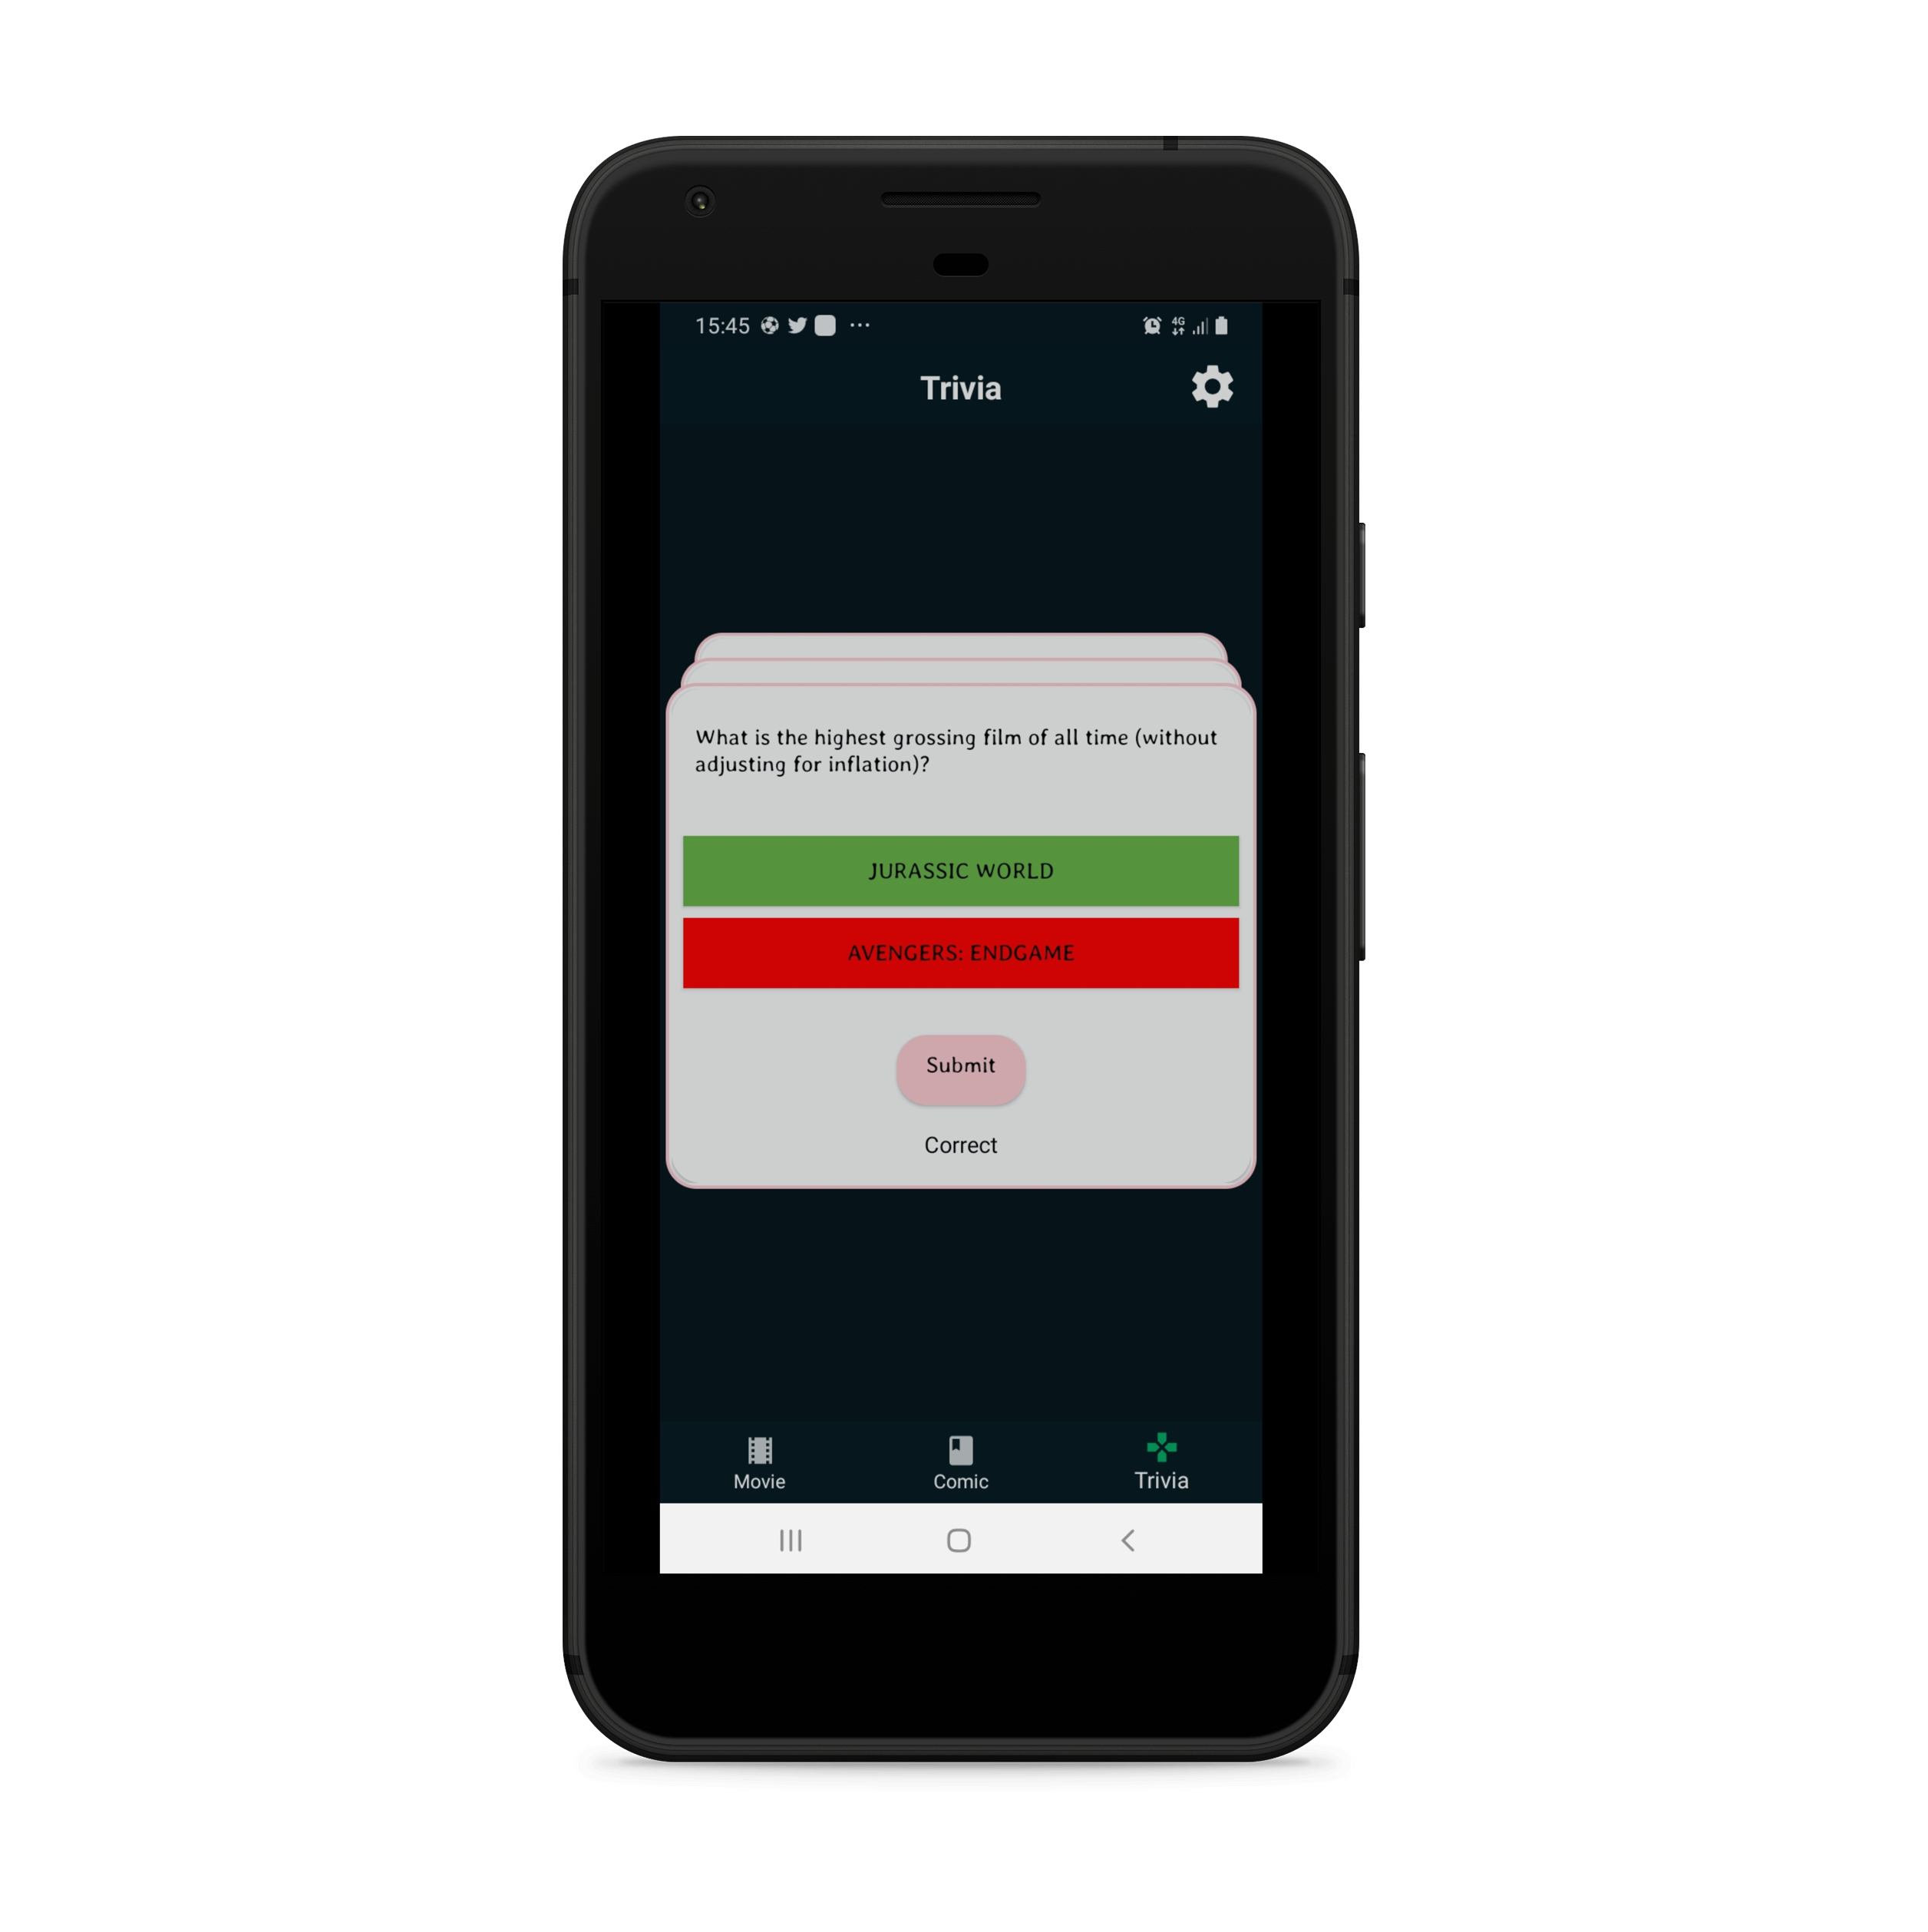 15:45
4G
Trivia
What is the highest grossing film of all time (without
adjusting for inflation)?
JURASSIC WORLD
AVENGERS: ENDGAME
Submit
Correct
Movie
Comic
Trivia